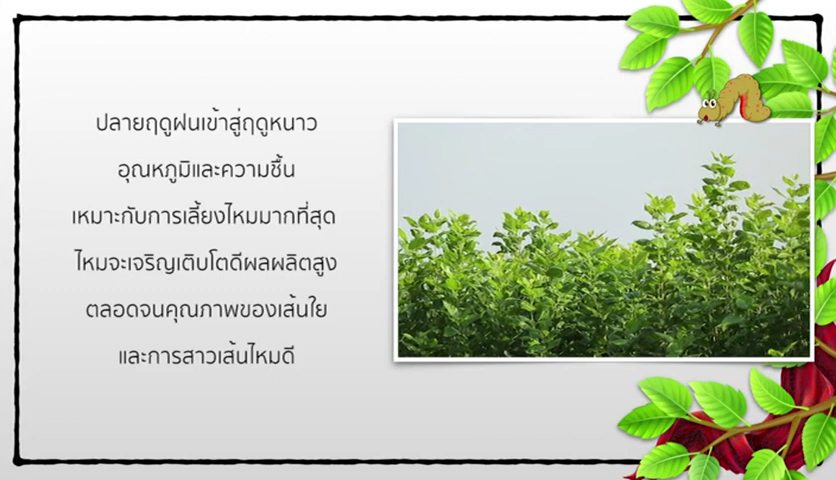 ปลายฤดูฝนเข้าสู่ฤดูหนาว
อุณหภูมิและความชื้น
เหมาะกับการเลี้ยงไหมมากที่สุด
ไหมจะเจริญเติบโตดีผลผลิตสูง
ตลอดจนคุณภาพของเส้นใย
และการสาวเส้นไหมดี